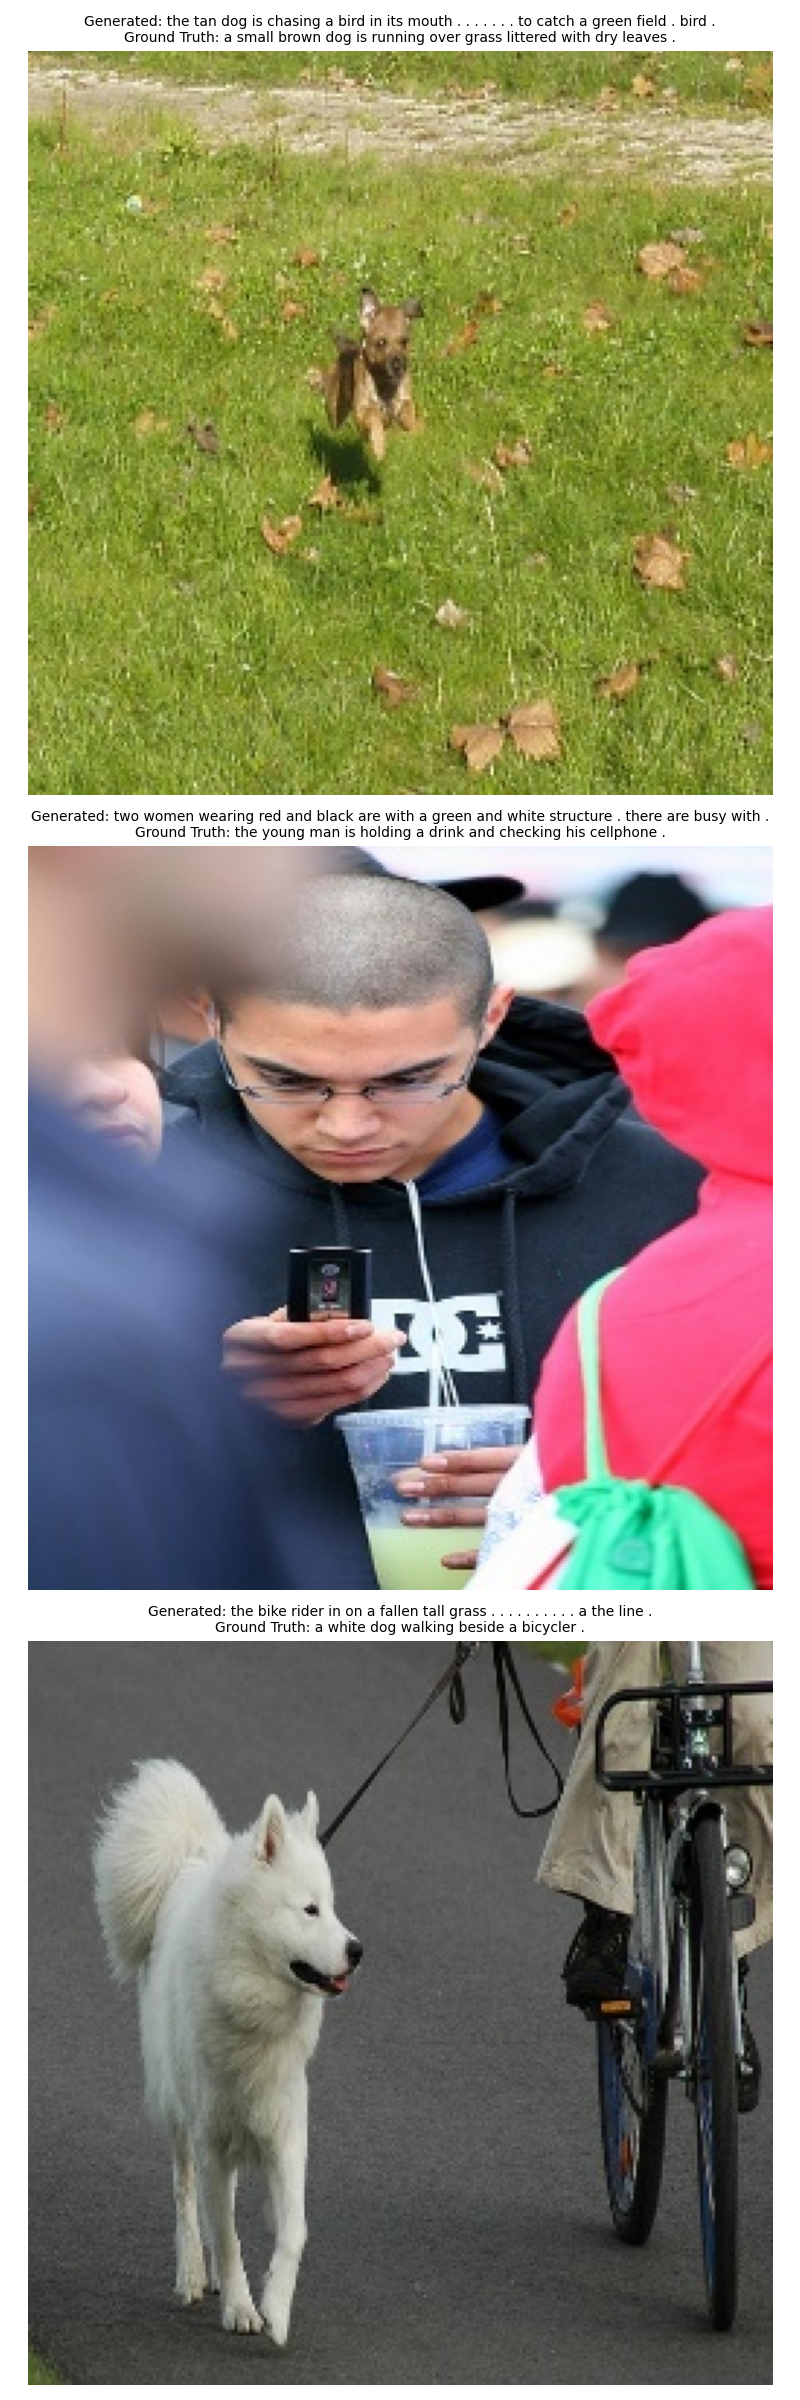 Generated: the tan dog is chasing a bird in its mouth . . . . . . . to catch a green field . bird .
Ground Truth: a small brown dog is running over grass littered with dry leaves .
Generated: two women wearing red and black are with a green and white structure . there are busy with .
Ground Truth: the young man is holding a drink and checking his cellphone .
DC
Generated: the bike rider in on a fallen tall grass . . . . . . . . . . a the line .
Ground Truth: a white dog walking beside a bicycler .